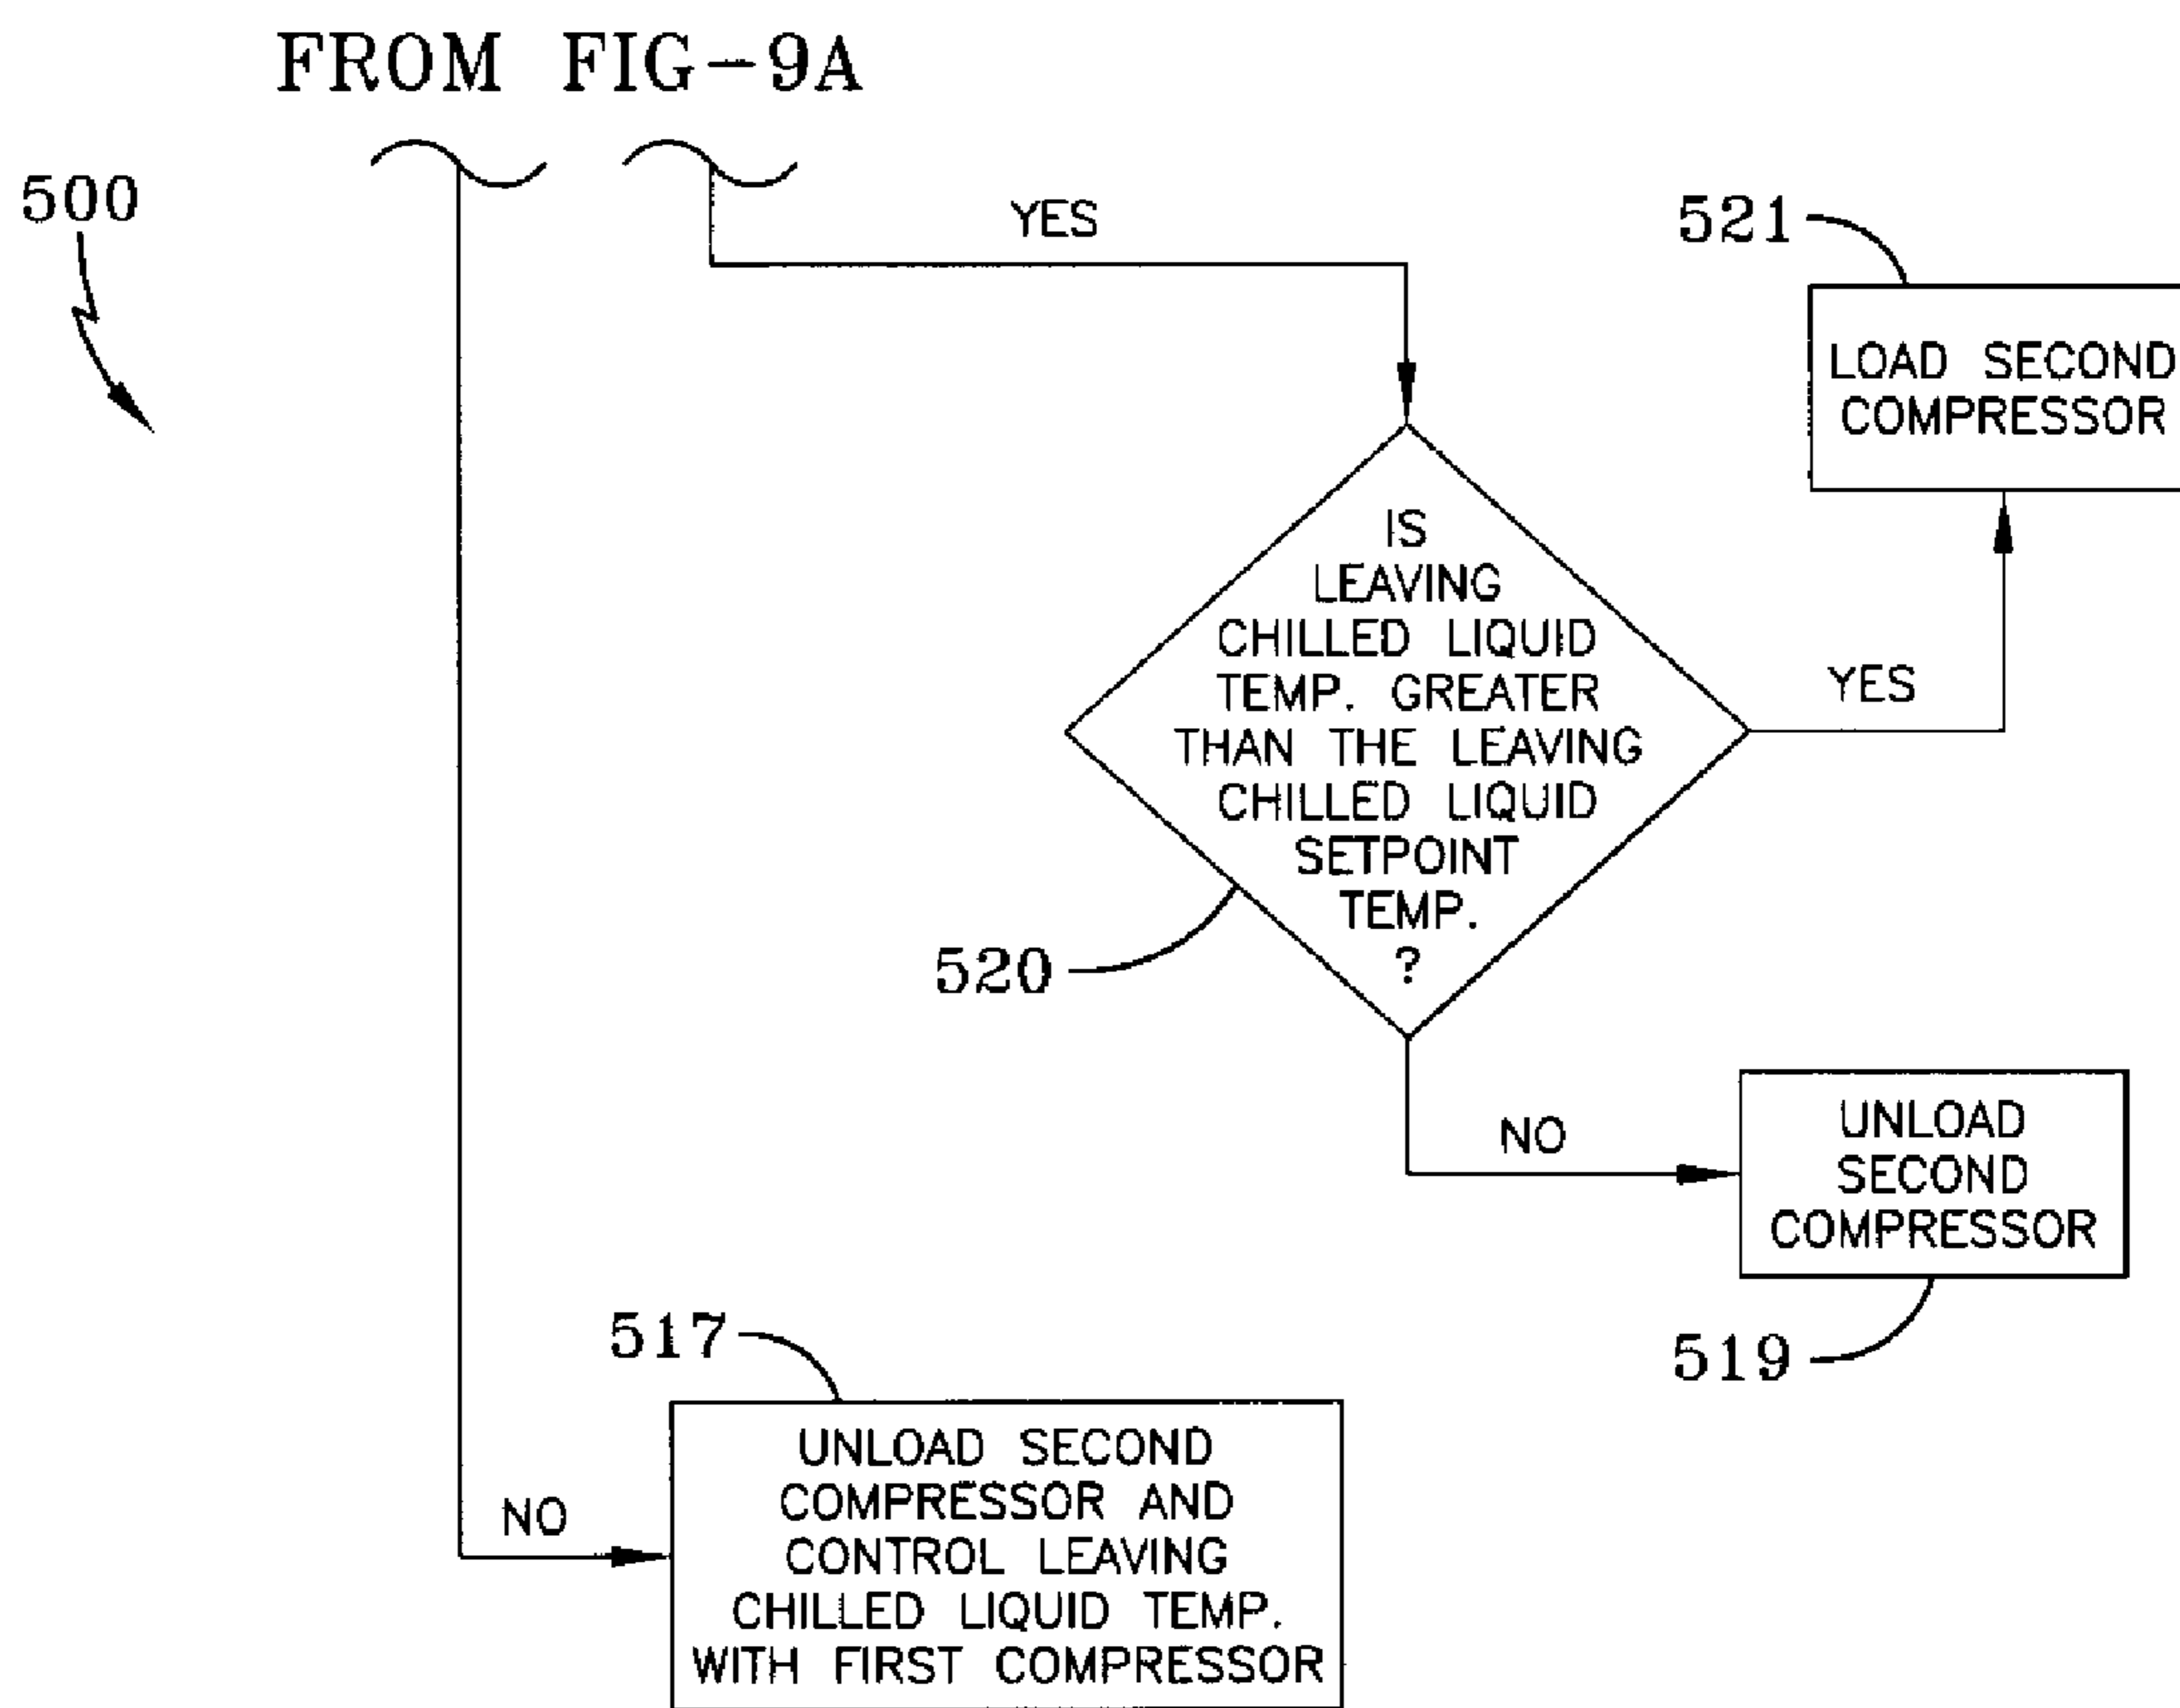 FROM FIG-9A
500
YES
521
LOAD SECOND
COMPRESSOR
IS
LEAVING
CHILLED LIQUID
TEMP. GREATER
THAN THE LEAVING
CHILLED LIQUID
SETPOINT
TEMP.
?
YES
520
NO
UNLOAD
SECOND
COMPRESSOR
519
517
NO
UNLOAD SECOND
COMPRESSOR AND
CONTROL LEAVING
CHILLED LIQUID TEMP.
WITH FIRST COMPRESSOR